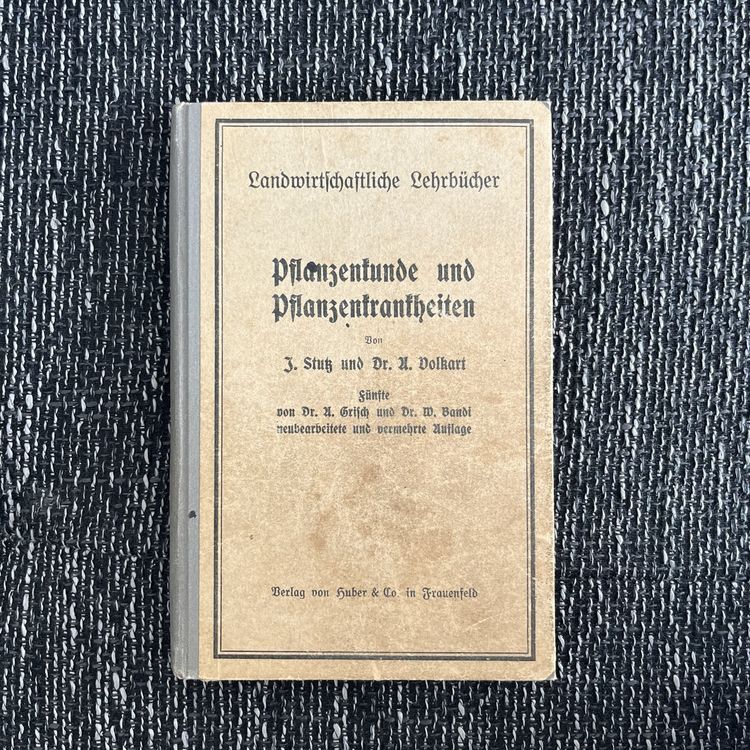 Landwirtschaftliche Lehrbücher
Pflanzenkunde und
Pflanzenkrankheiten
Von
J. Stutz und Dr. A. Volkart
Fünfte
von Dr. A. Grisch und Dr. W. Bandi
neubearbeitete und vermehrte Auflage
Verlag von Huber & Co. in Frauenfeld